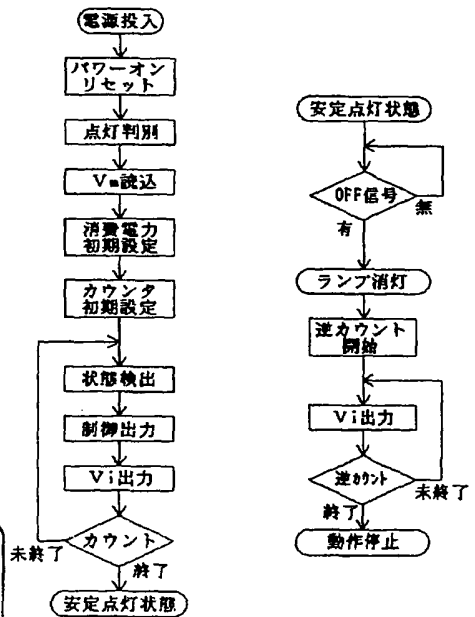 電源投入
パワーオン
リセット
点灯判別
Vm読込
消費電力
初期設定
カウンタ
初期設定
状態検出
制御出力
Vi出力
カウント
未終了
終了
安定点灯状態
安定点灯状態
OFF信号
無
有
ランプ消灯
逆カウント
開始
Vi出力
逆カウント
未終了
終了
動作停止